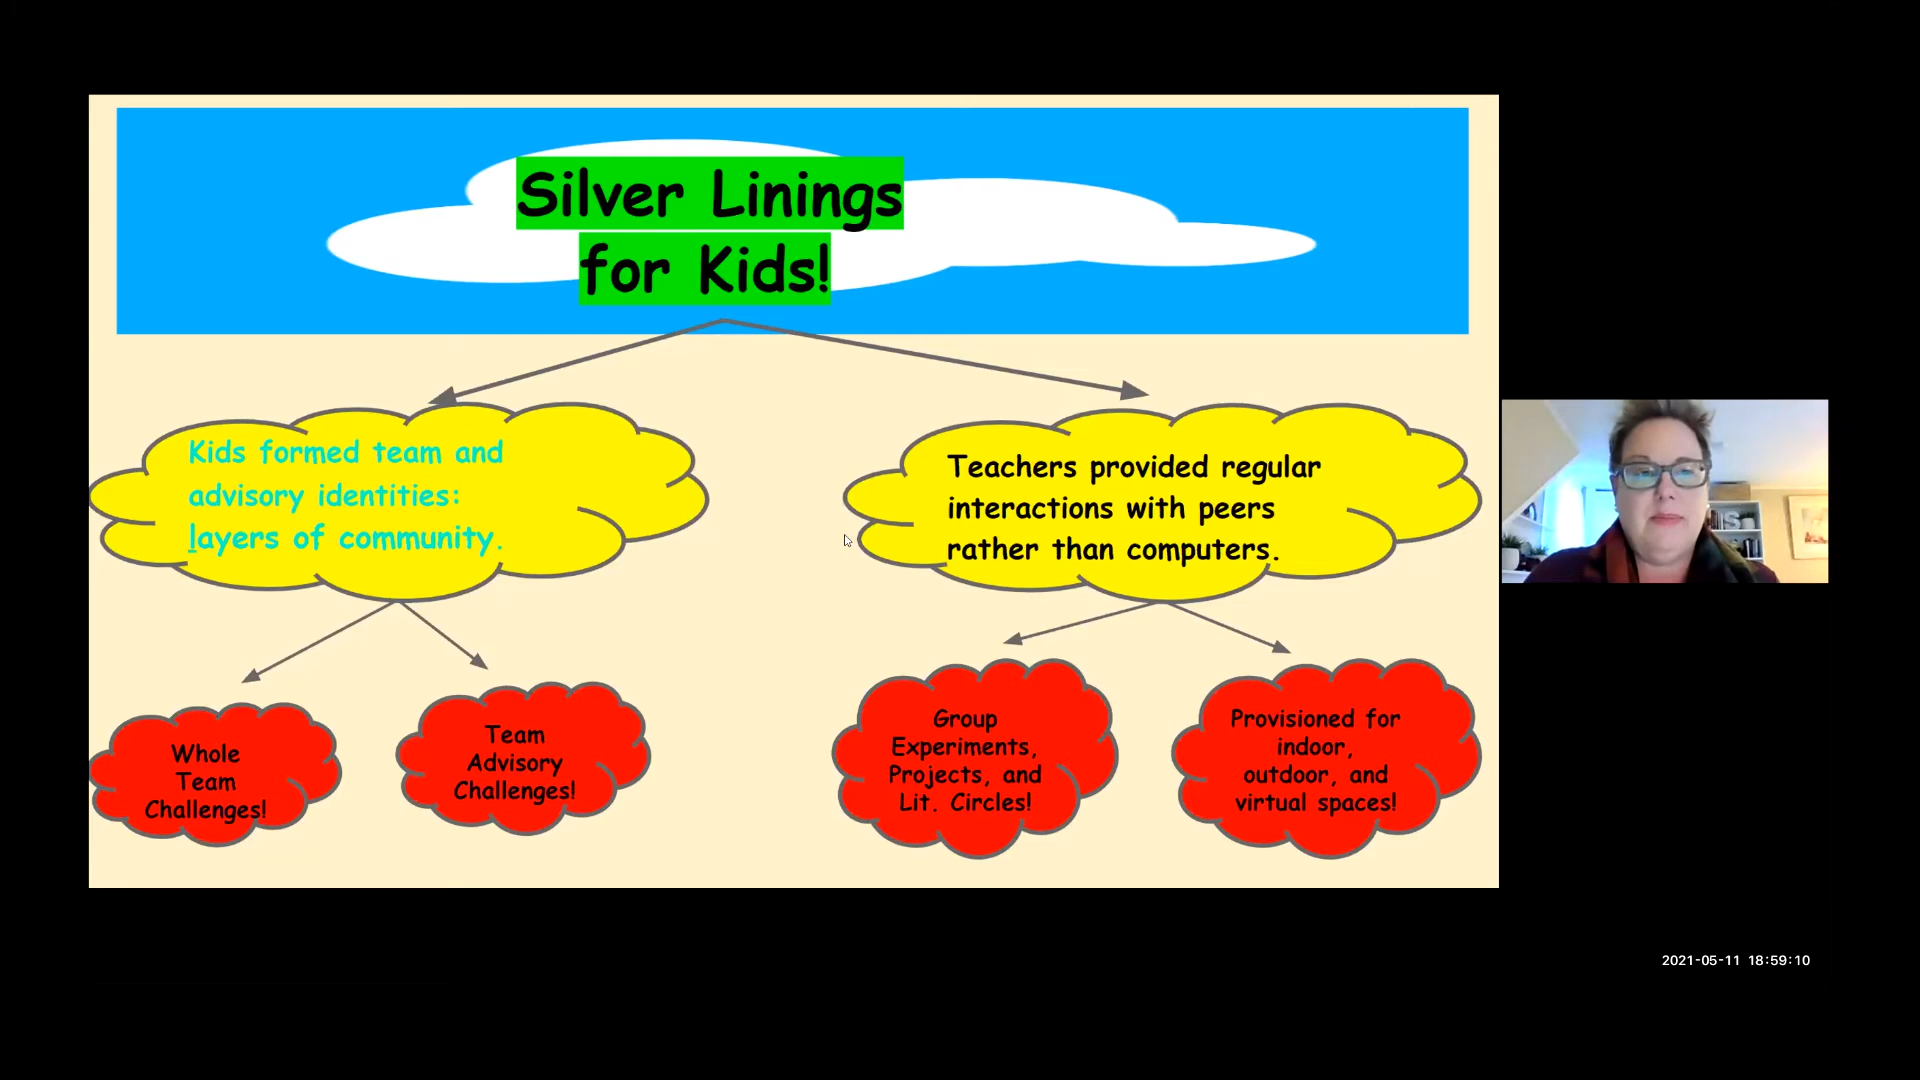 Silver Linings
for Kids!
Kids formed team and
advisory identities:
layers of community.
Teachers provided regular
interactions with peers
rather than computers.
Whole
Team
Challenges!
Team
Advisory
Challenges!
Group
Experiments,
Projects, and
Lit. Circles!
Provisioned for
indoor,
outdoor, and
virtual spaces!
2021-05-11 18:59:10